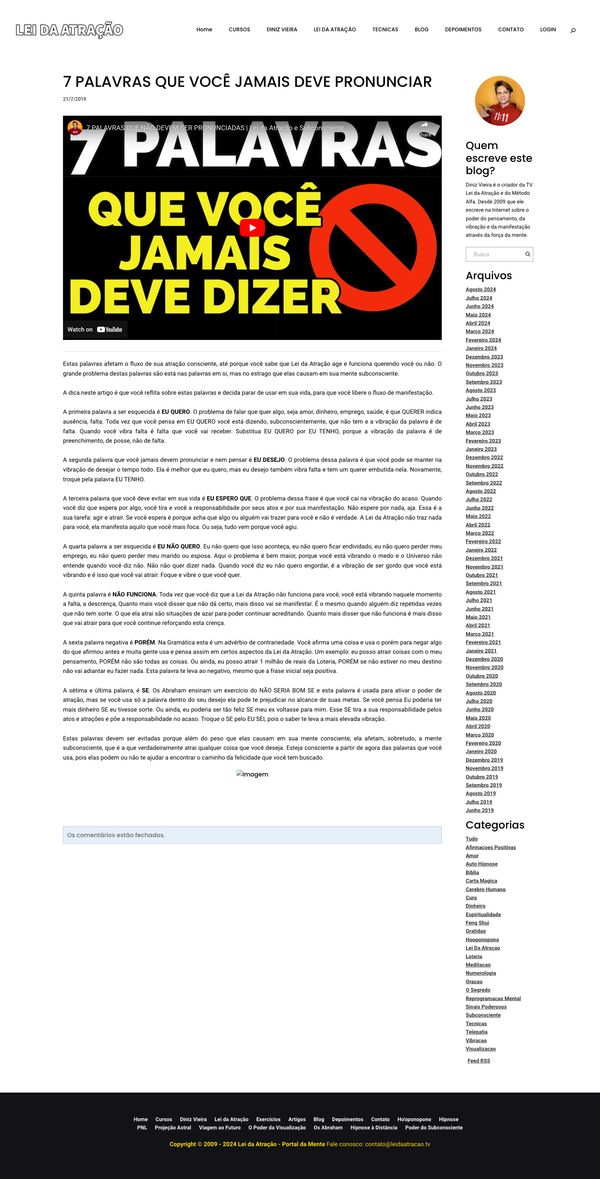 LEI DA ATRAÇÃO
Home CURSOS DINIZ VIEIRA LEI DA ATRAÇÃO TECNICAS BLOG DEPOIMENTOS CONTATO LOGIN
7 PALAVRAS QUE VOCÊ JAMAIS DEVE PRONUNCIAR
21/7/2019
7 PALAVRAS QUE NÃO DEVEM SER PRONUNCIADAS | Lei da Atração e Subconsciente
Share
7 PALAVRAS
QUE VOCÊ
JAMAIS
DEVE DIZER
Watch on YouTube
Estas palavras afetam o fluxo de sua atração consciente, até porque você sabe que Lei da Atração age e funciona querendo você ou não. O
grande problema destas palavras são está nas palavras em si, mas no estrago que elas causam em sua mente subconsciente.
A dica neste artigo é que você reflita sobre estas palavras e decida parar de usar em sua vida, para que você libere o fluxo de manifestação.
A primeira palavra a ser esquecida é EU QUERO. O problema de falar que quer algo, seja amor, dinheiro, emprego, saúde, é que QUERER indica
ausência, falta. Toda vez que você pensa em EU QUERO você está dizendo, subconscientemente, que não tem e a vibração da palavra é de
falta. Quando você vibra falta é falta que você vai receber. Substitua EU QUERO por EU TENHO, porque a vibração da palavra é de
preenchimento, de posse, não de falta.
A segunda palavra que você jamais deve pronunciar e nem pensar é EU DESEJO. O problema dessa palavra é que você pode se manter na
vibração de desejar o tempo todo. Ela é melhor que eu quero, mas eu desejo também vibra falta e tem um querer embutida nela. Novamente,
troque pela palavra EU TENHO.
A terceira palavra que você deve evitar em sua vida é EU ESPERO QUE. O problema dessa frase é que você cai na vibração do acaso. Quando
você diz que espera por algo, você tira e você a responsabilidade por seus atos e por sua manifestação. Não espere por nada, aja. Essa é a
sua tarefa: agir e atrair. Se você espera é porque acha que algo ou alguém vai trazer para você e não é verdade. A Lei da Atração não traz nada
para você, ela manifesta aquilo que você mais foca. Ou seja, tudo vem porque você agiu.
A quarta palavra a ser esquecida é EU NÃO QUERO. Eu não quero que isso aconteça, eu não quero ficar endividado, eu não quero perder meu
emprego, eu não quero perder meu marido ou esposa. Aqui o problema é bem maior, porque você está vibrando o medo e o Universo não
entende quando você diz não. Não não quer dizer nada. Quando você diz eu não quero engordar, é a vibração de ser gordo que você está
vibrando e é isso que você vai atrair. Foque e vibre o que você quer.
A quinta palavra é NÃO FUNCIONA. Toda vez que você diz que a Lei da Atração não funciona para você, você está vibrando naquele momento
a falta, a descrença, Quanto mais você disser que não dá certo, mais disso vai se manifestar. É o mesmo quando alguém diz repetidas vezes
que não tem sorte. O que ela atrai são situações de azar para poder continuar acreditando. Quanto mais disser que não funciona é mais disso
que vai atrair para que você continue reforçando esta crença.
A sexta palavra negativa é PORÉM. Na Gramática esta é um advérbio de contrariedade. Você afirma uma coisa e usa o porém para negar algo
do que afirmou antes e muita gente usa e pensa assim em certos aspectos da Lei da Atração. Um exemplo: eu posso atrair coisas com o meu
pensamento, PORÉM não são todas as coisas. Ou ainda, eu posso atrair 1 milhão de reais da Loteria, PORÉM se não estiver no meu destino
não vai adiantar eu fazer nada. Esta palavra te leva ao negativo, mesmo que a frase inicial seja positiva.
A sétima e última palavra, é SE. Os Abraham ensinam um exercício do NÃO SERIA BOM SE e esta palavra é usada para ativar o poder de
atração, mas se você usa só a palavra dentro do seu desejo ela pode te prejudicar no alcance de suas metas. Se você pensa Eu poderia ter
mais dinheiro SE eu tivesse sorte. Ou ainda, eu poderia ser tão feliz SE meu ex voltasse para mim. Esse SE tira a sua responsabilidade pelos
atos e atrações e põe a responsabilidade no acaso. Troque o SE pelo EU SEI, pois o saber te leva a mais elevada vibração.
Estas palavras devem ser evitadas porque além do peso que elas causam em sua mente consciente, ela afetam, sobretudo, a mente
subconsciente, que é a que verdadeiramente atrai qualquer coisa que você deseja. Esteja consciente a partir de agora das palavras que você
usa, pois elas podem ou não te ajudar a encontrar o caminho da felicidade que você tem buscado.
Imagem
Os comentários estão fechados.
11:11
Quem
escreve este
blog?
Diniz Vieira é o criador da TV
Lei da Atração e do Método
Alfa. Desde 2009 que ele
escreve na Internet sobre o
poder do pensamento, da
vibração e da manifestação
através da força da mente.
Busca
Arquivos
Agosto 2024
Julho 2024
Junho 2024
Maio 2024
Abril 2024
Março 2024
Fevereiro 2024
Janeiro 2024
Dezembro 2023
Novembro 2023
Outubro 2023
Setembro 2023
Agosto 2023
Julho 2023
Junho 2023
Maio 2023
Abril 2023
Março 2023
Fevereiro 2023
Janeiro 2023
Dezembro 2022
Novembro 2022
Outubro 2022
Setembro 2022
Agosto 2022
Julho 2022
Junho 2022
Maio 2022
Abril 2022
Março 2022
Fevereiro 2022
Janeiro 2022
Dezembro 2021
Novembro 2021
Outubro 2021
Setembro 2021
Agosto 2021
Julho 2021
Junho 2021
Maio 2021
Abril 2021
Março 2021
Fevereiro 2021
Janeiro 2021
Dezembro 2020
Novembro 2020
Outubro 2020
Setembro 2020
Agosto 2020
Julho 2020
Junho 2020
Maio 2020
Abril 2020
Março 2020
Fevereiro 2020
Janeiro 2020
Dezembro 2019
Novembro 2019
Outubro 2019
Setembro 2019
Agosto 2019
Julho 2019
Junho 2019
Categorias
Tudo
Afirmacoes Positivas
Amor
Auto Hipnose
Bíblia
Carta Magica
Cerebro Humano
Cura
Dinheiro
Espiritualidade
Feng Shui
Gratidao
Hooponopono
Lei Da Atracao
Loteria
Meditacao
Numerologia
Oracao
O Segredo
Reprogramacao Mental
Sinais Poderosos
Subconsciente
Tecnicas
Telepatia
Vibracao
Visualizacao
Feed RSS
Home Cursos Diniz Vieira Lei da Atração Exercícios Artigos Blog Depoimentos Contato Ho'oponopono Hipnose
PNL Projeção Astral Viagem ao Futuro O Poder da Visualização Os Abraham Hipnose à Distância Poder do Subconsciente
Copyright © 2009 - 2024 Lei da Atração - Portal da Mente Fale conosco: contato@leidaatracao.tv